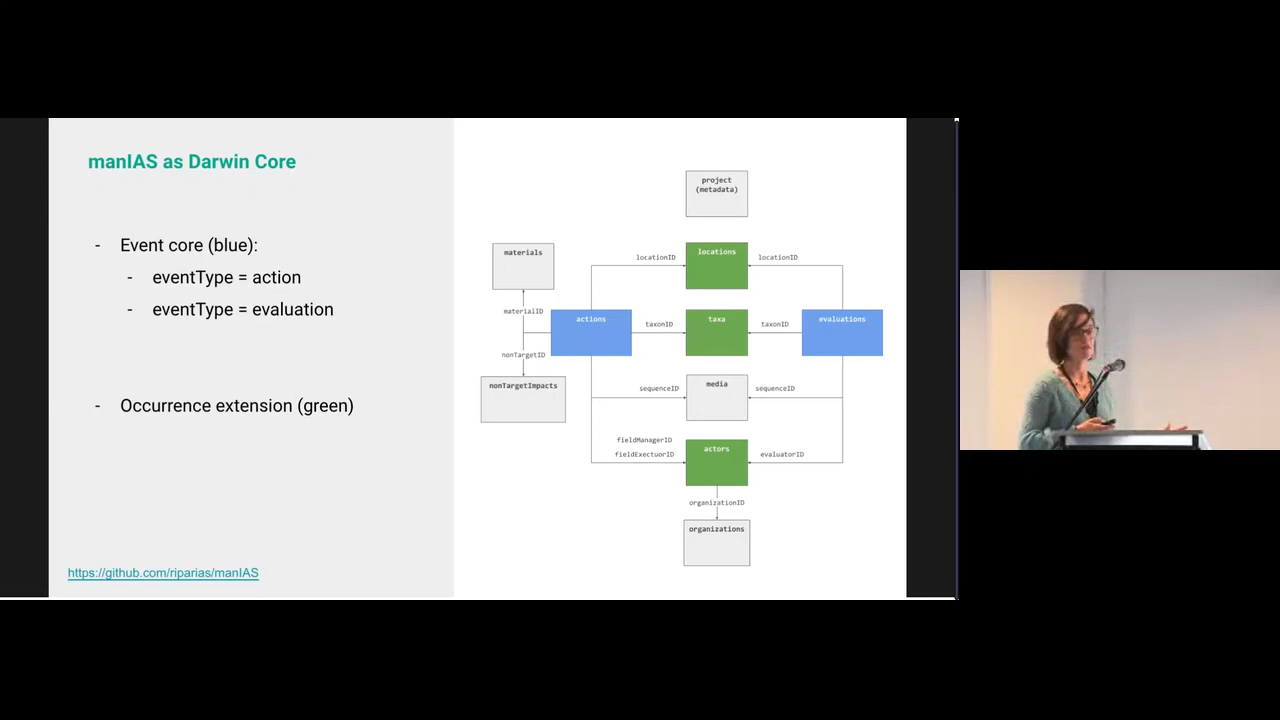 manIAS as Darwin Core
- Event core (blue):
- eventType = action
- eventType = evaluation
- Occurrence extension (green)
https://github.com/riparias/manIAS
project
(metadata)
materials
locations
locationID
locationID
materialID
actions
taxonID
taxa
taxonID
evaluations
nonTargetID
nonTargetImpacts
sequenceID
media
sequenceID
fieldManagerID
fieldExectuorID
actors
evaluatorID
organizationID
organizations